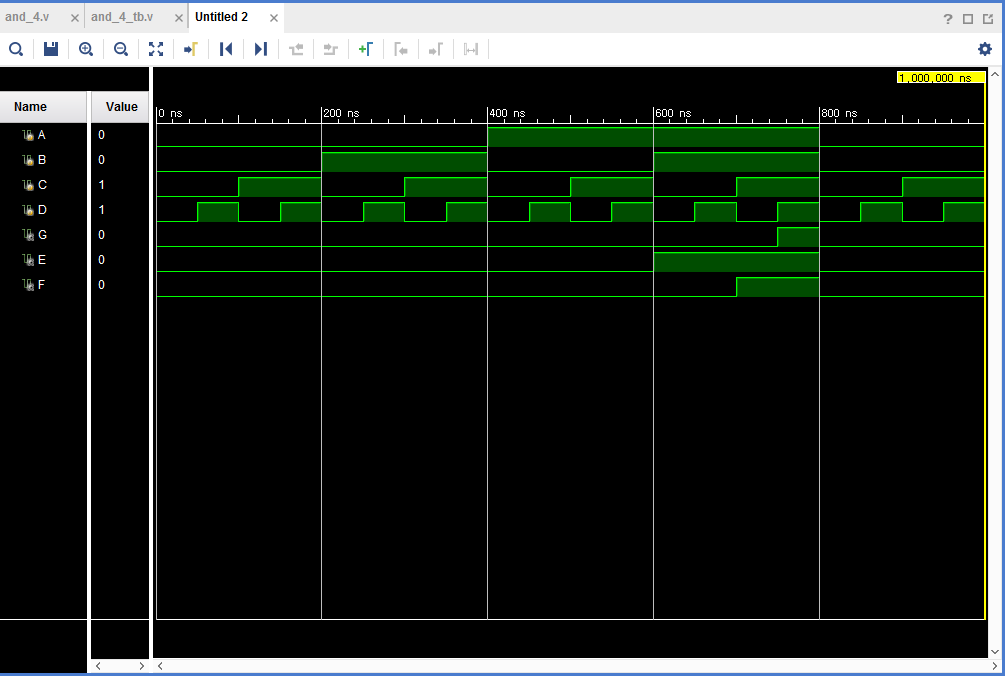 and_4.v × and_4_tb.v × Untitled 2 ×
?
1,000,000 ns
Name Value
0 ns 200 ns 400 ns 600 ns 800 ns
A 0
B 0
C 1
D 1
G 0
E 0
F 0